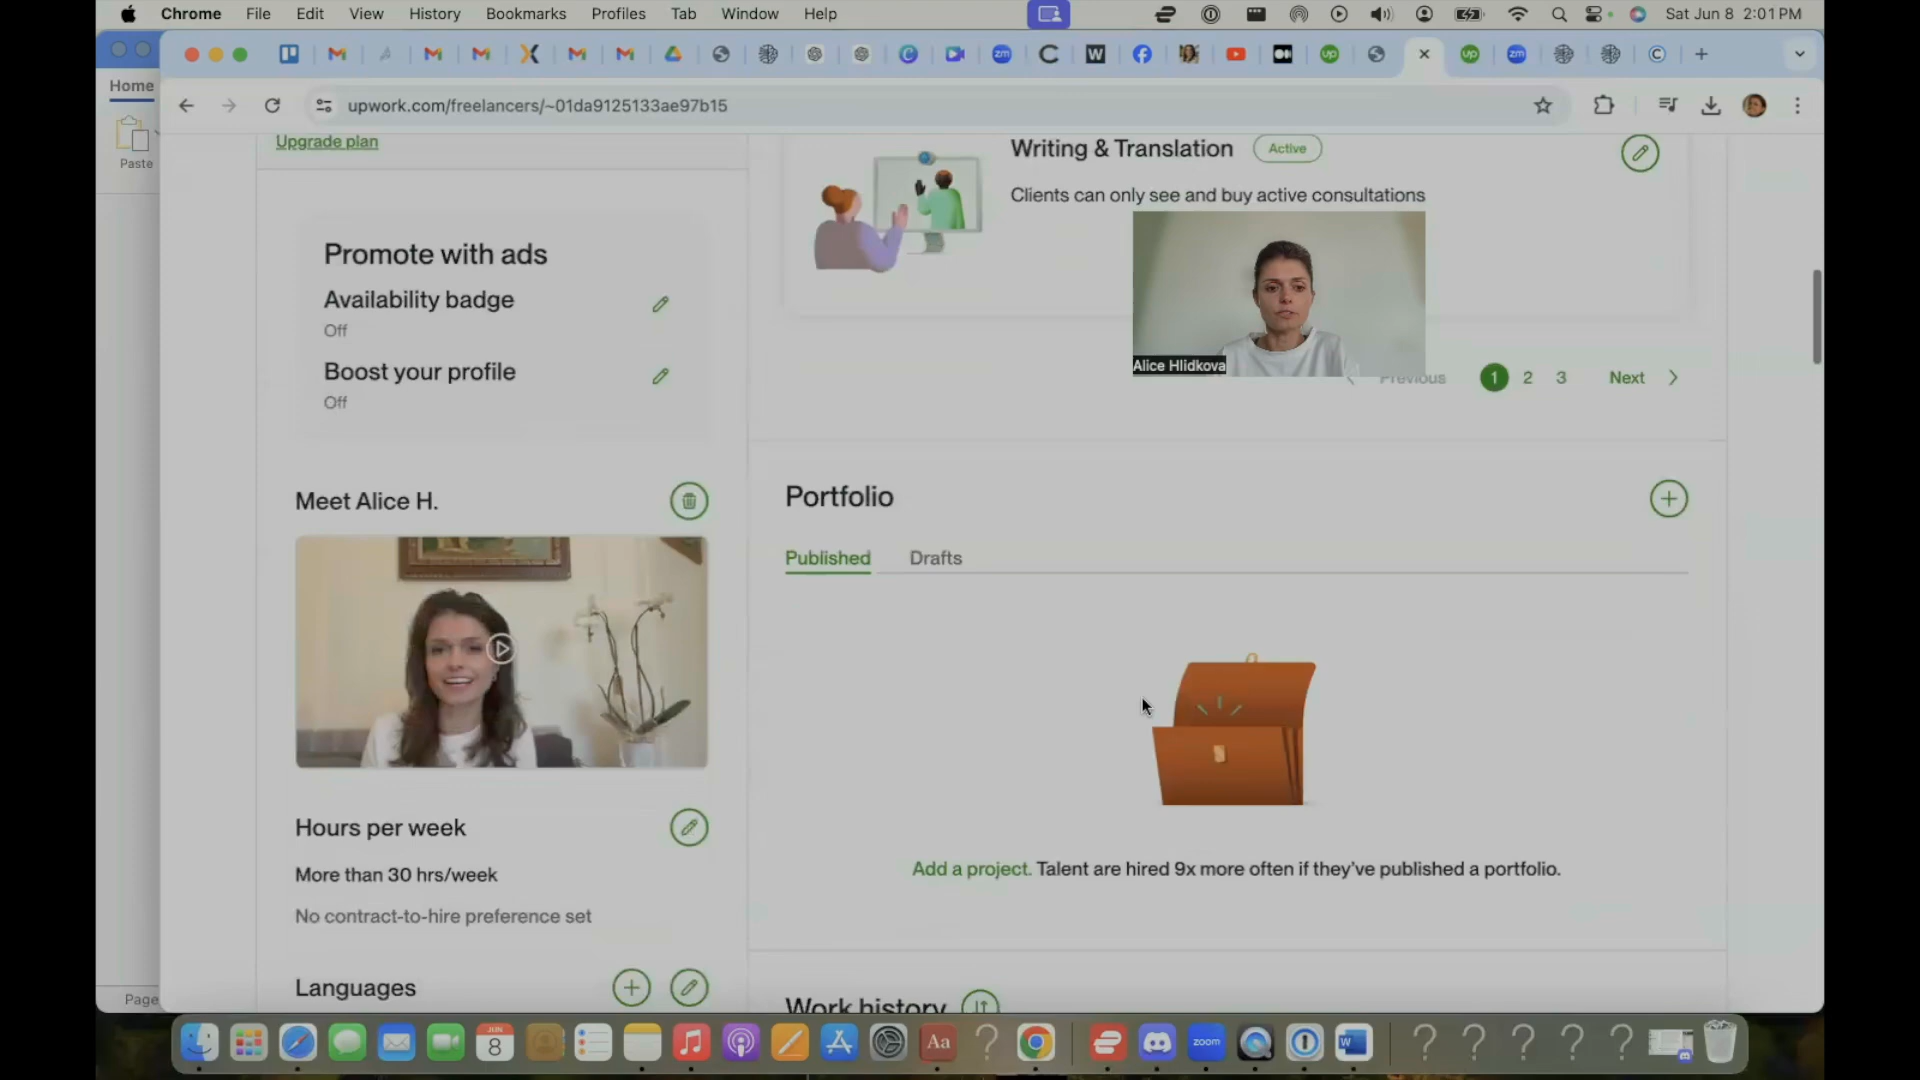 Chrome File Edit View History Bookmarks Profiles Tab Window Help
Sat Jun 8 2:01 PM
Home
Paste
upwork.com/freelancers/~01da9125133ae97b15
Upgrade plan
Promote with ads
Availability badge
Off
Boost your profile
Off
Meet Alice H.
Hours per week
More than 30 hrs/week
No contract-to-hire preference set
Languages
Writing & Translation Active
Clients can only see and buy active consultations
Alice Hlidkova
Previous 1 2 3 Next
Portfolio
Published Drafts
Add a project. Talent are hired 9x more often if they've published a portfolio.
Work history
Page
JUN
8
Aa
zoom
W